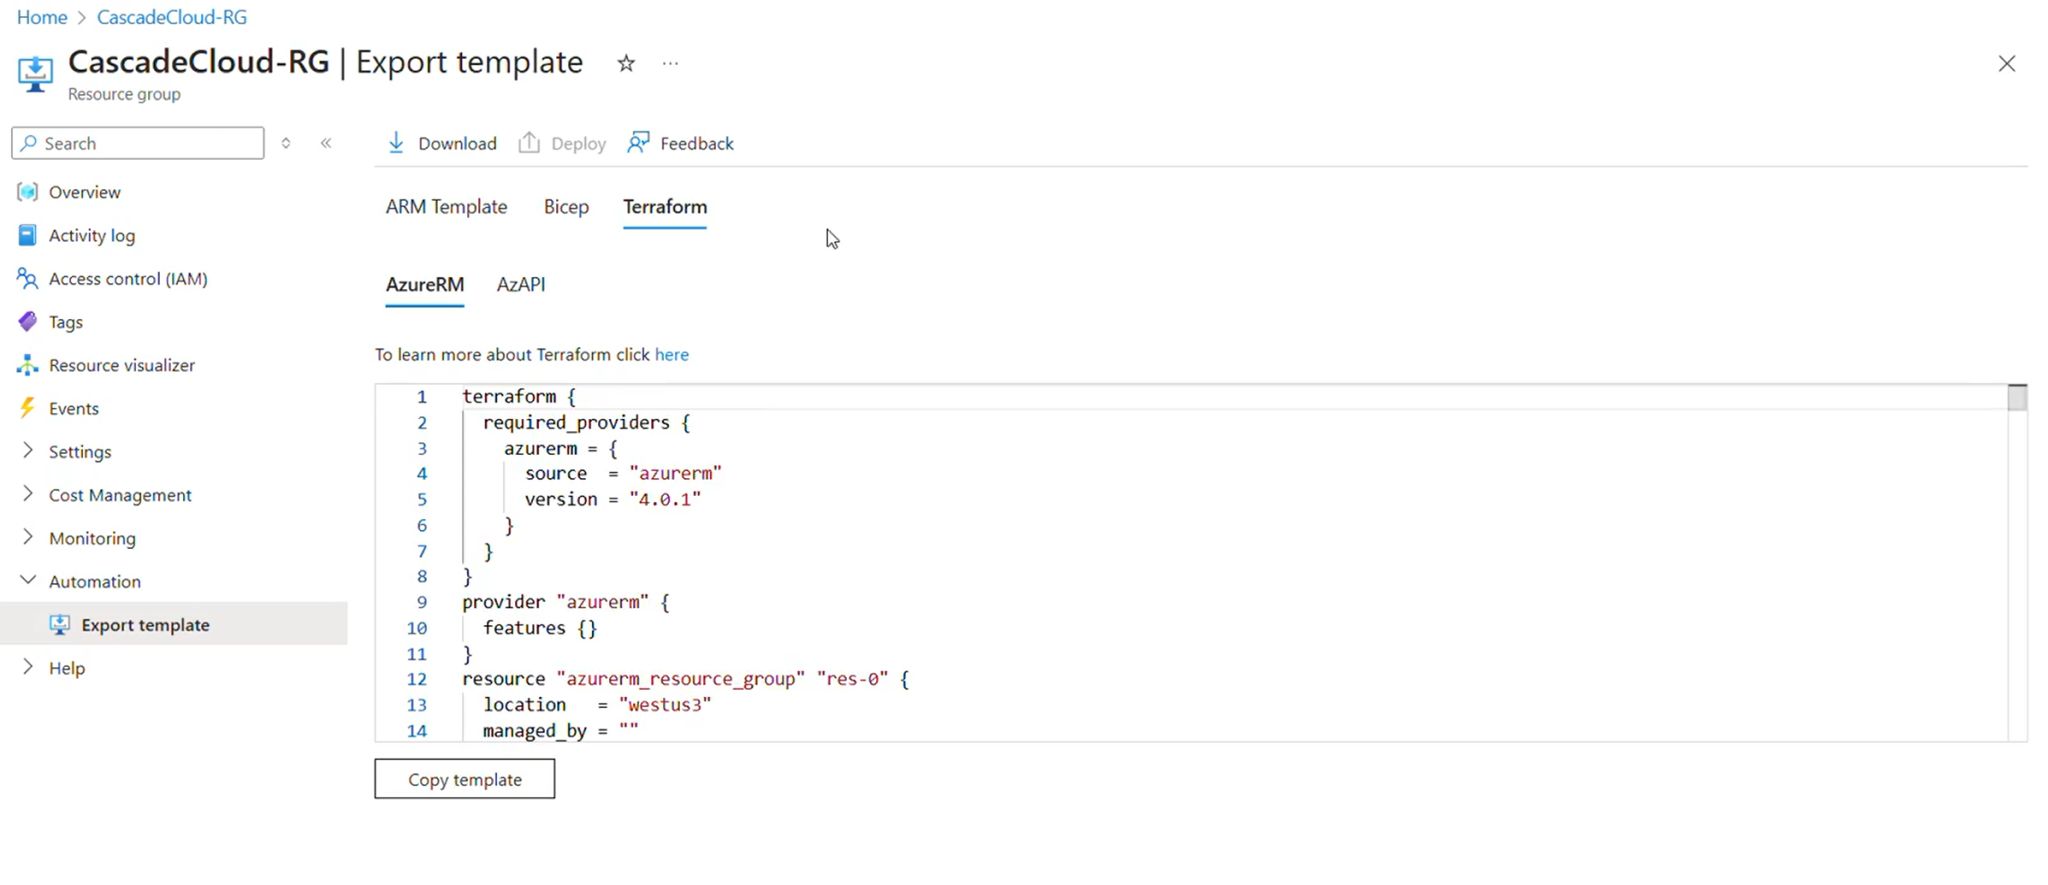 Home > CascadeCloud-RG
CascadeCloud-RG | Export template ☆ ···
Resource group
Search
Download Deploy Feedback
Overview
Activity log
Access control (IAM)
Tags
Resource visualizer
Events
Settings
Cost Management
Monitoring
Automation
Export template
Help
ARM Template Bicep Terraform
AzureRM AzAPI
To learn more about Terraform click here
1 terraform {
2   required_providers {
3     azurerm = {
4       source  = "azurerm"
5       version = "4.0.1"
6     }
7   }
8 }
9 provider "azurerm" {
10   features {}
11 }
12 resource "azurerm_resource_group" "res-0" {
13   location   = "westus3"
14   managed_by = ""
Copy template